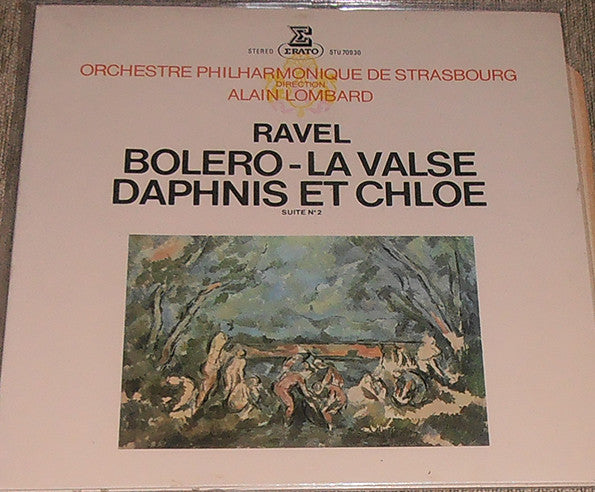 STEREO ERATO STU 70930
ORCHESTRE PHILHARMONIQUE DE STRASBOURG
DIRECTION
ALAIN LOMBARD
RAVEL
BOLERO - LA VALSE
DAPHNIS ET CHLOE
SUITE N° 2